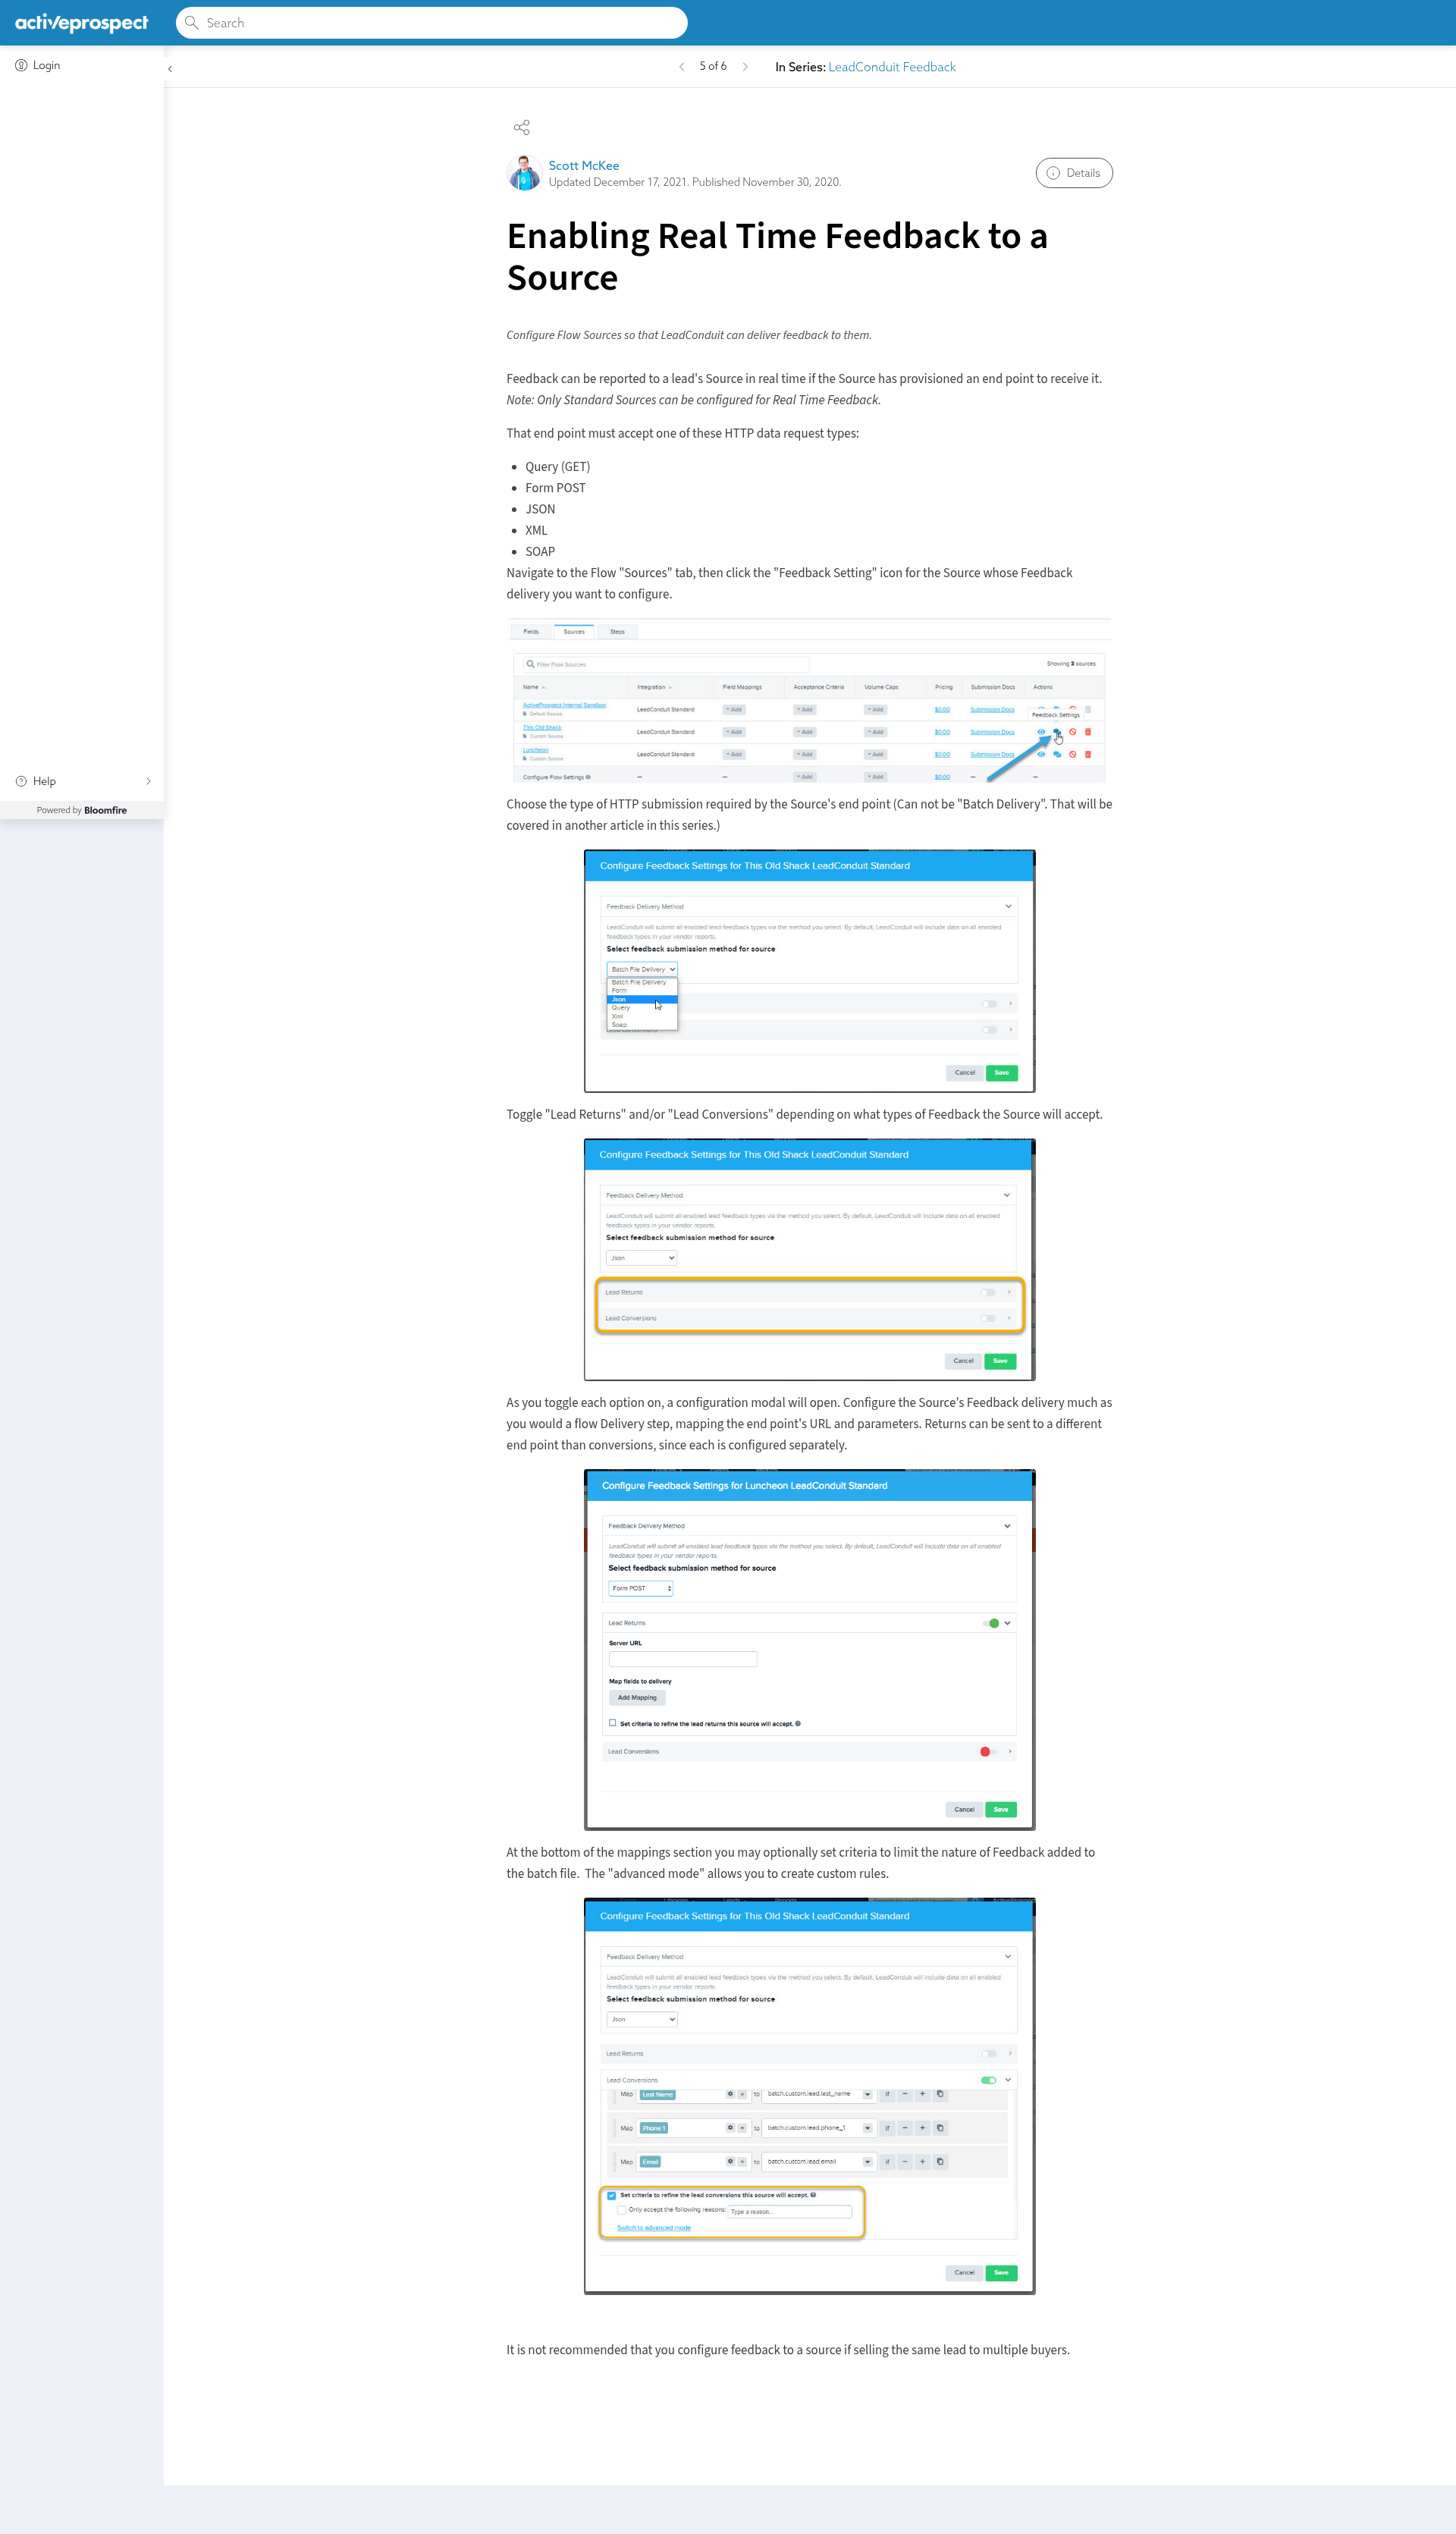 activeprospect
Search
Login
5 of 6
In Series: LeadConduit Feedback
Scott McKee
Updated December 17, 2021. Published November 30, 2020.
Details
Enabling Real Time Feedback to a
Source
Configure Flow Sources so that LeadConduit can deliver feedback to them.
Feedback can be reported to a lead's Source in real time if the Source has provisioned an end point to receive it.
Note: Only Standard Sources can be configured for Real Time Feedback.
That end point must accept one of these HTTP data request types:
• Query (GET)
• Form POST
• JSON
• XML
• SOAP
Navigate to the Flow "Sources" tab, then click the "Feedback Setting" icon for the Source whose Feedback
delivery you want to configure.
Fields Sources Steps
Filter Flow Sources Showing 3 sources
Name Integration Field Mappings Acceptance Criteria Volume Caps Pricing Submission Docs Actions
ActiveProspect Internal Sandbox
Default Source
LeadConduit Standard + Add + Add + Add $0.00 Submission Docs
Feedback Settings
This Old Shack
Custom Source
LeadConduit Standard + Add + Add + Add $0.00 Submission Docs
Luncheon
Custom Source
LeadConduit Standard + Add + Add + Add $0.00 Submission Docs
Configure Flow Settings — — + Add + Add $0.00 — —
Help
Powered by Bloomfire
Choose the type of HTTP submission required by the Source's end point (Can not be "Batch Delivery". That will be
covered in another article in this series.)
Configure Feedback Settings for This Old Shack LeadConduit Standard
Feedback Delivery Method
LeadConduit will submit all enabled lead feedback types via the method you select. By default, LeadConduit will include data on all enabled
feedback types in your vendor reports.
Select feedback submission method for source
Batch File Delivery
Batch File Delivery
Form
Json
Query
Xml
Soap
Cancel Save
Toggle "Lead Returns" and/or "Lead Conversions" depending on what types of Feedback the Source will accept.
Configure Feedback Settings for This Old Shack LeadConduit Standard
Feedback Delivery Method
LeadConduit will submit all enabled lead feedback types via the method you select. By default, LeadConduit will include data on all enabled
feedback types in your vendor reports.
Select feedback submission method for source
Json
Lead Returns
Lead Conversions
Cancel Save
As you toggle each option on, a configuration modal will open. Configure the Source's Feedback delivery much as
you would a flow Delivery step, mapping the end point's URL and parameters. Returns can be sent to a different
end point than conversions, since each is configured separately.
Configure Feedback Settings for Luncheon LeadConduit Standard
Feedback Delivery Method
LeadConduit will submit all enabled lead feedback types via the method you select. By default, LeadConduit will include data on all enabled
feedback types in your vendor reports.
Select feedback submission method for source
Form POST
Lead Returns
Server URL
Map fields to delivery
Add Mapping
Set criteria to refine the lead returns this source will accept.
Lead Conversions
Cancel Save
At the bottom of the mappings section you may optionally set criteria to limit the nature of Feedback added to
the batch file. The "advanced mode" allows you to create custom rules.
Configure Feedback Settings for This Old Shack LeadConduit Standard
Feedback Delivery Method
LeadConduit will submit all enabled lead feedback types via the method you select. By default, LeadConduit will include data on all enabled
feedback types in your vendor reports.
Select feedback submission method for source
Json
Lead Returns
Lead Conversions
Map Last Name to batch.custom.lead.last_name if
Map Phone 1 to batch.custom.lead.phone_1 if
Map Email to batch.custom.lead.email if
Set criteria to refine the lead conversions this source will accept.
Only accept the following reasons: Type a reason...
Switch to advanced mode
Cancel Save
It is not recommended that you configure feedback to a source if selling the same lead to multiple buyers.